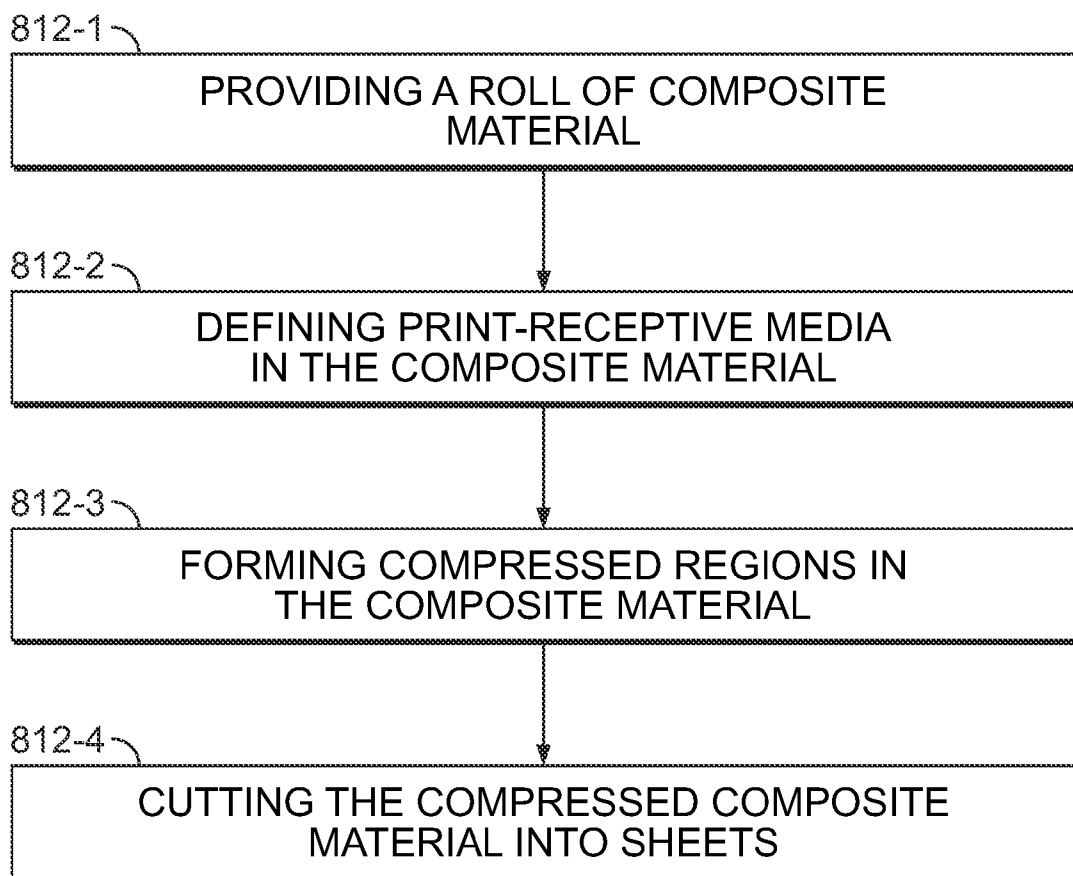 812-1
PROVIDING A ROLL OF COMPOSITE
MATERIAL
812-2
DEFINING PRINT-RECEPTIVE MEDIA
IN THE COMPOSITE MATERIAL
812-3
FORMING COMPRESSED REGIONS IN
THE COMPOSITE MATERIAL
812-4
CUTTING THE COMPRESSED COMPOSITE
MATERIAL INTO SHEETS